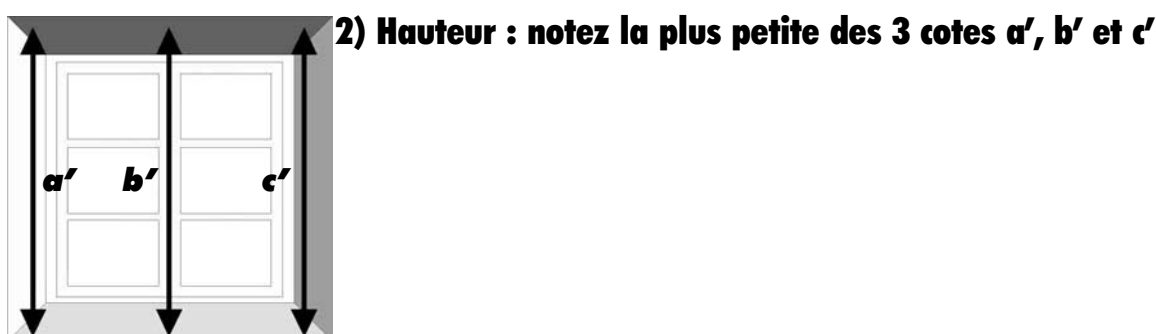 2) Hauteur : notez la plus petite des 3 cotes a’, b’ et c’
a’ b’ c’